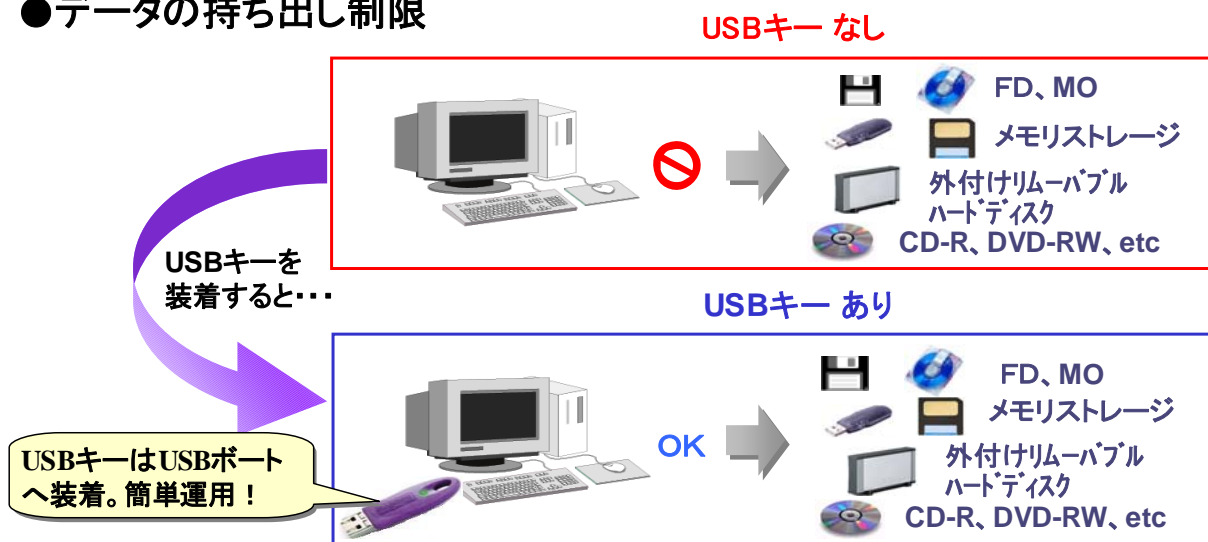 ●データの持ち出し制限
USBキー なし
FD、MO
メモリストレージ
外付けリムーバブル
ハードディスク
CD-R、DVD-RW、etc
USBキーを
装着すると・・・
USBキー あり
FD、MO
メモリストレージ
外付けリムーバブル
ハードディスク
CD-R、DVD-RW、etc
OK
USBキーはUSBポート
へ装着。簡単運用！